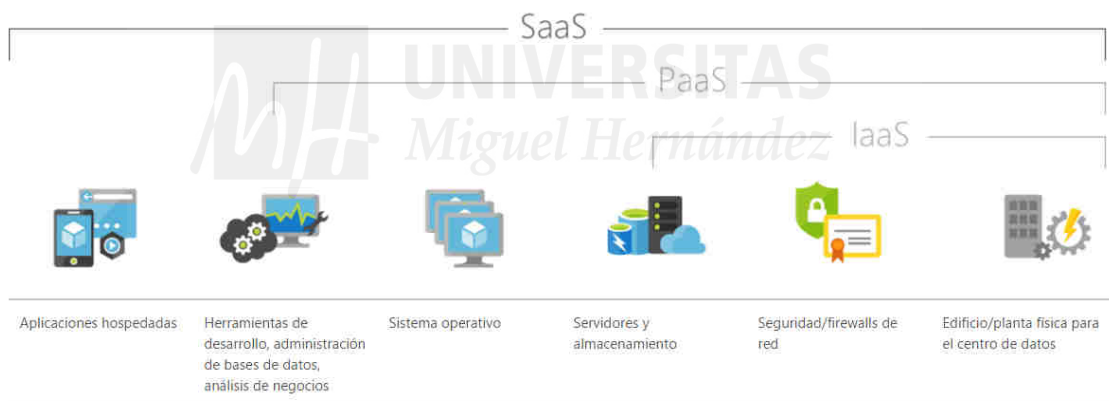 SaaS
UNIVERSITAS
PaaS
Miguel Hernández
IaaS
Aplicaciones hospedadas
Herramientas de
desarrollo, administración
de bases de datos,
análisis de negocios
Sistema operativo
Servidores y
almacenamiento
Seguridad/firewalls de
red
Edificio/planta física para
el centro de datos